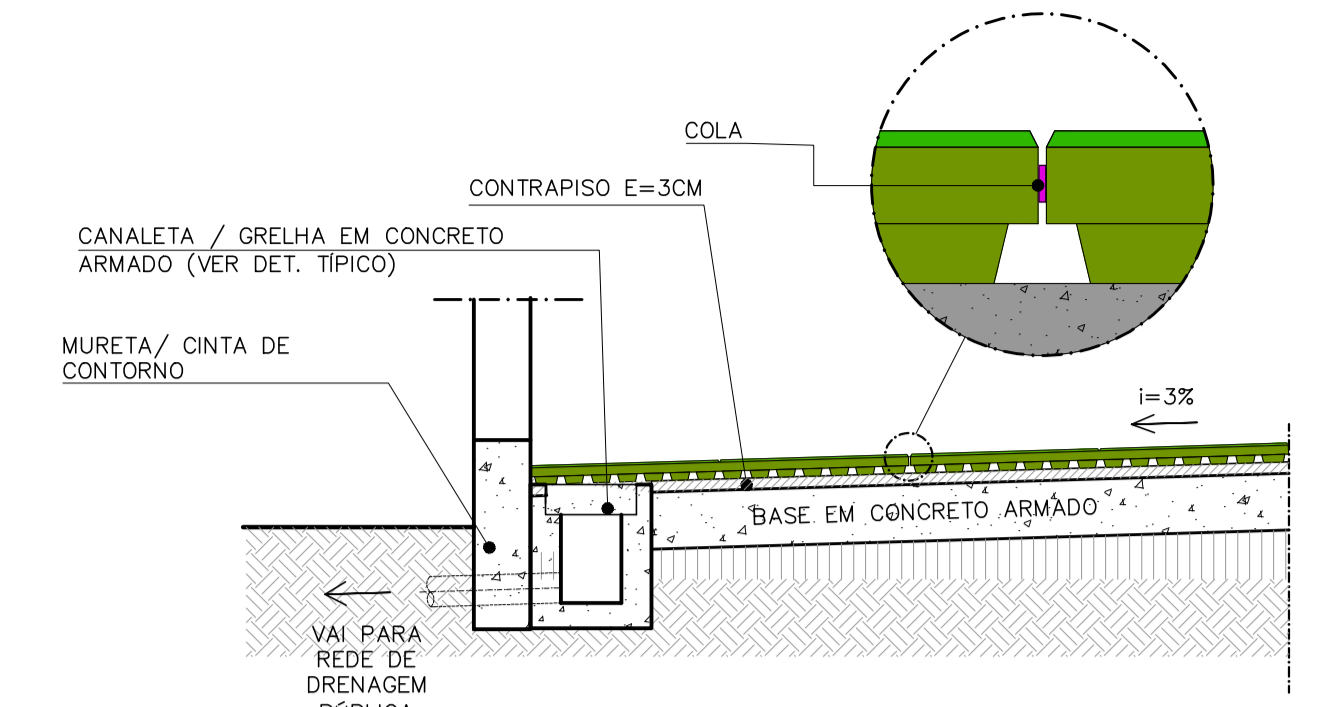 COLA
CONTRAPISO E=3CM
CANALETA / GRELHA EM CONCRETO
ARMADO (VER DET. TÍPICO)
MURETA/ CINTA DE
CONTORNO
i=3%
BASE EM CONCRETO ARMADO
VAI PARA
REDE DE
DRENAGEM
PÚBLICA